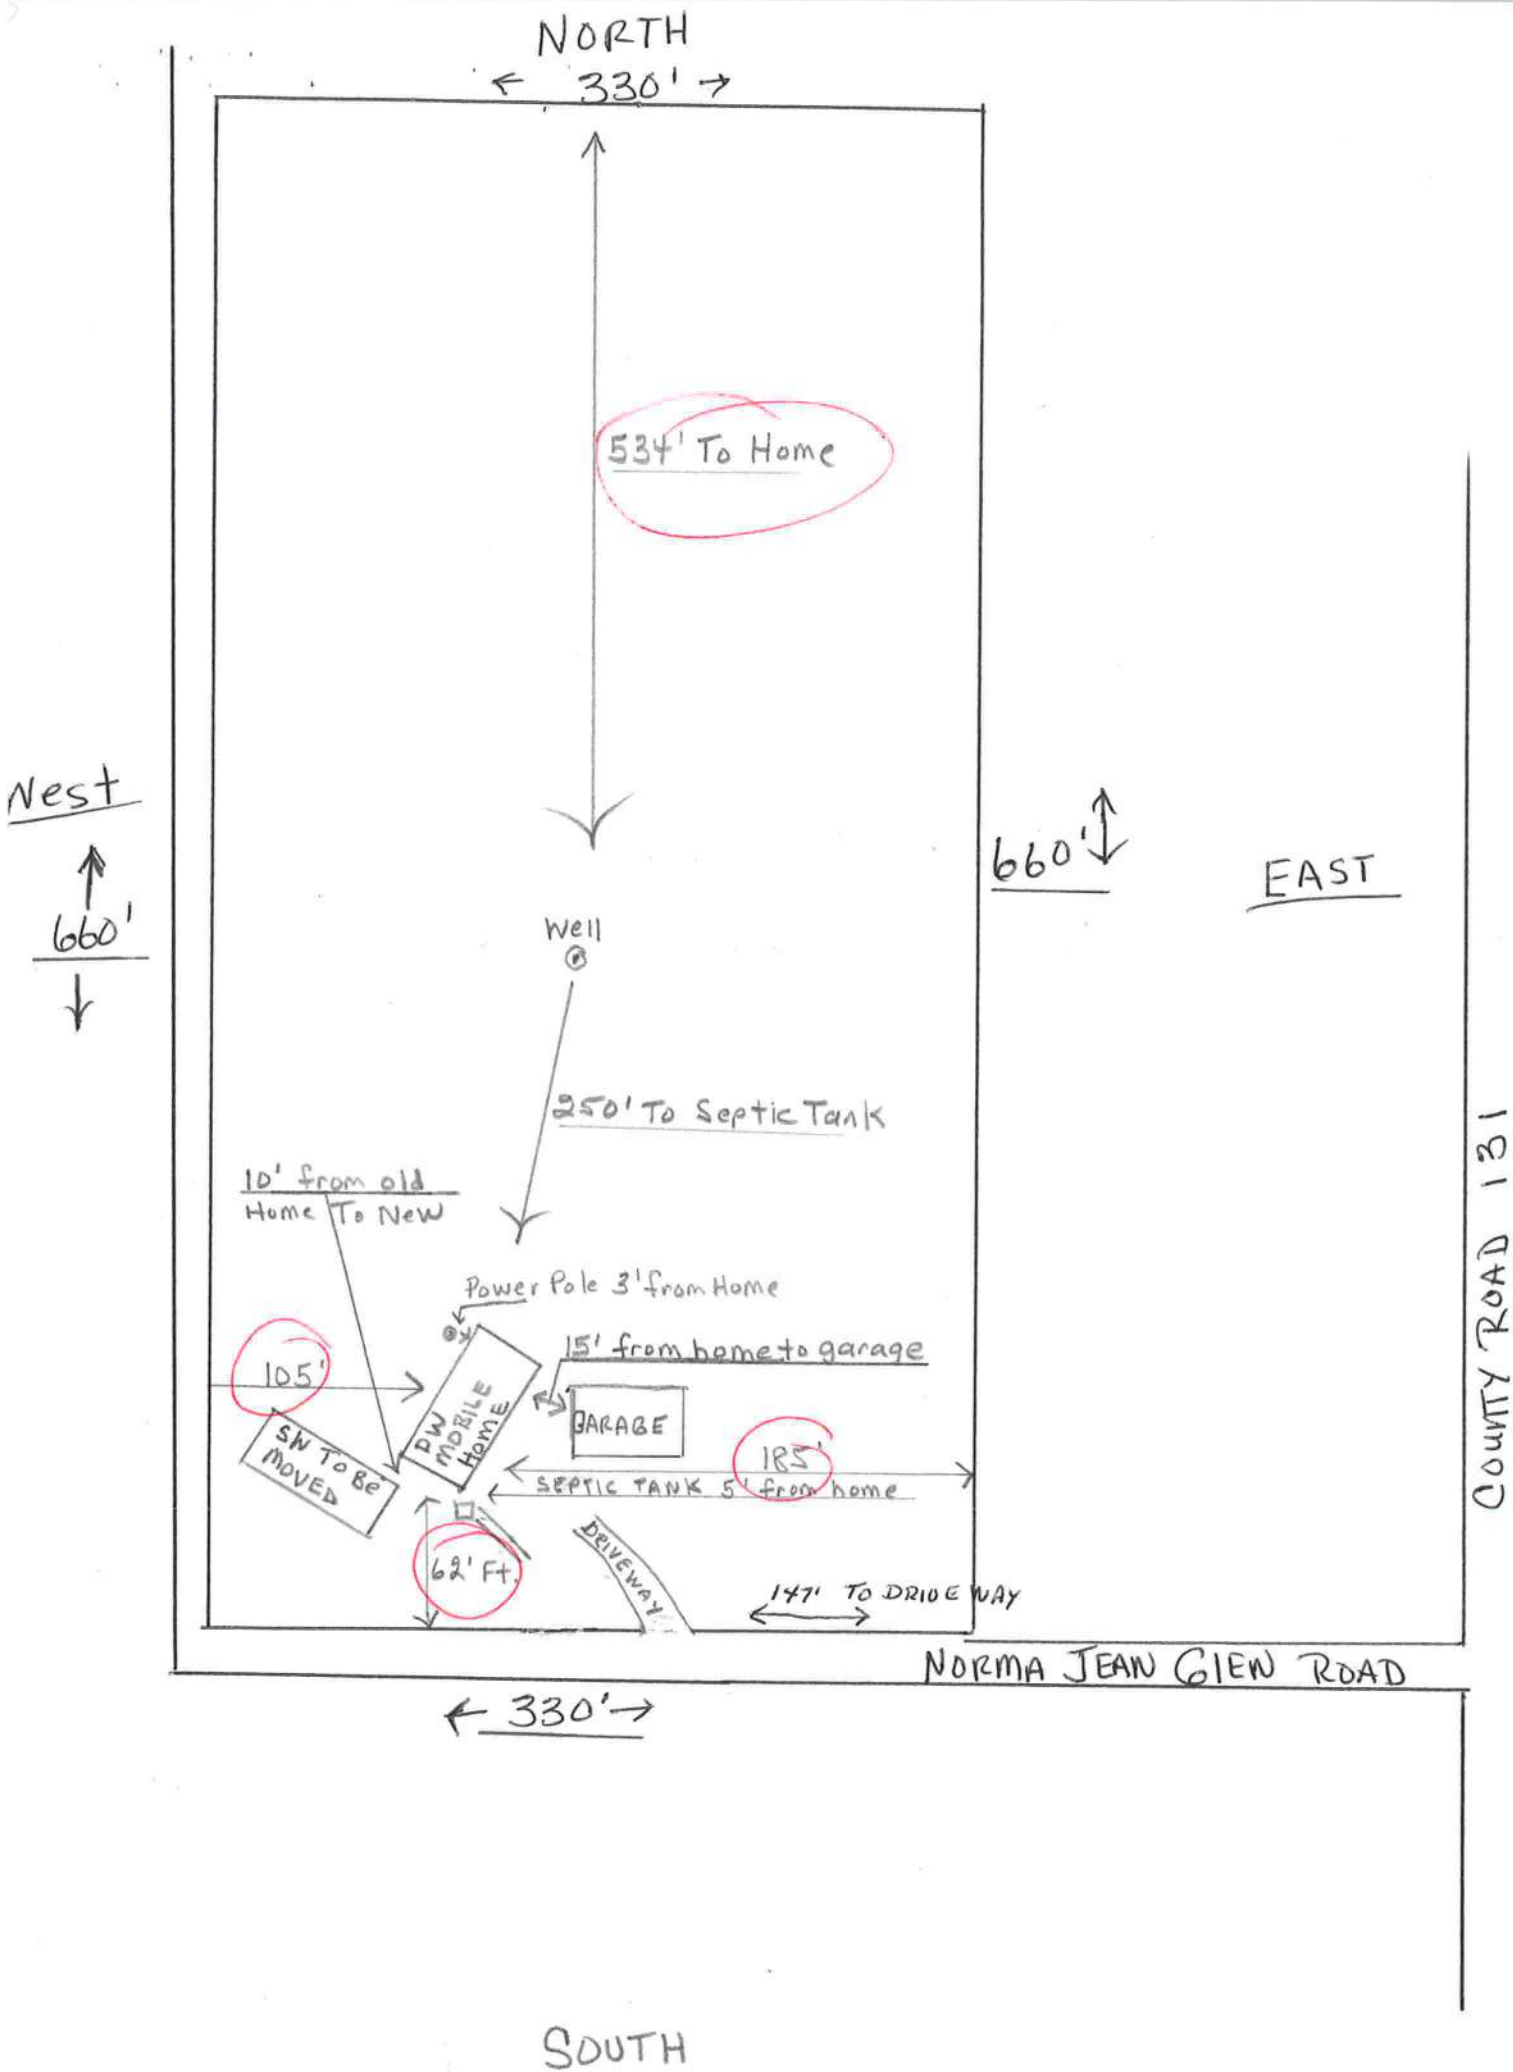 NORTH
← 330' →
534' To Home
Nest
660'
660'
EAST
Well
250' To Septic Tank
10' from old
Home To New
Power Pole 3' from Home
15' from home to garage
105'
DW
MOBILE
HOME
GARAGE
SW TO BE
MOVED
185'
SEPTIC TANK 5' from home
62' Ft.
DRIVEWAY
147' TO DRIVEWAY
COUNTY ROAD 131
NORMA JEAN GLEN ROAD
← 330' →
SOUTH